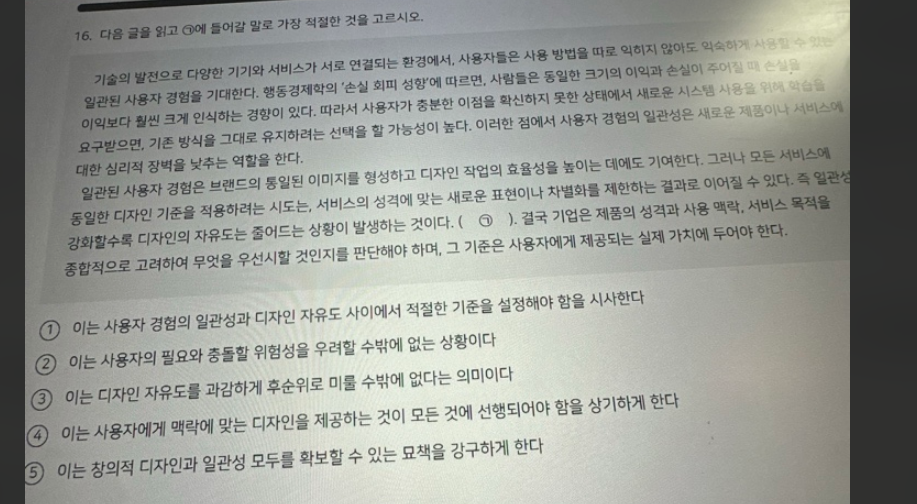 16. 다음 글을 읽고 ㉠에 들어갈 말로 가장 적절한 것을 고르시오.
기술의 발전으로 다양한 기기와 서비스가 서로 연결되는 환경에서, 사용자들은 사용 방법을 따로 익히지 않아도 익숙하게 사용할 수 있는
일관된 사용자 경험을 기대한다. 행동경제학의 '손실 회피 성향'에 따르면, 사람들은 동일한 크기의 이익과 손실이 주어질 때 손실을
이익보다 훨씬 크게 인식하는 경향이 있다. 따라서 사용자가 충분한 이점을 확신하지 못한 상태에서 새로운 시스템 사용을 위해 학습을
요구받으면, 기존 방식을 그대로 유지하려는 선택을 할 가능성이 높다. 이러한 점에서 사용자 경험의 일관성은 새로운 제품이나 서비스에
대한 심리적 장벽을 낮추는 역할을 한다.
일관된 사용자 경험은 브랜드의 통일된 이미지를 형성하고 디자인 작업의 효율성을 높이는 데에도 기여한다. 그러나 모든 서비스에
동일한 디자인 기준을 적용하려는 시도는, 서비스의 성격에 맞는 새로운 표현이나 차별화를 제한하는 결과로 이어질 수 있다. 즉 일관성
강화할수록 디자인의 자유도는 줄어드는 상황이 발생하는 것이다. ( ㉠ ). 결국 기업은 제품의 성격과 사용 맥락, 서비스 목적을
종합적으로 고려하여 무엇을 우선시할 것인지를 판단해야 하며, 그 기준은 사용자에게 제공되는 실제 가치에 두어야 한다.
① 이는 사용자 경험의 일관성과 디자인 자유도 사이에서 적절한 기준을 설정해야 함을 시사한다
② 이는 사용자의 필요와 충돌할 위험성을 우려할 수밖에 없는 상황이다
③ 이는 디자인 자유도를 과감하게 후순위로 미룰 수밖에 없다는 의미이다
④ 이는 사용자에게 맥락에 맞는 디자인을 제공하는 것이 모든 것에 선행되어야 함을 상기하게 한다
⑤ 이는 창의적 디자인과 일관성 모두를 확보할 수 있는 묘책을 강구하게 한다